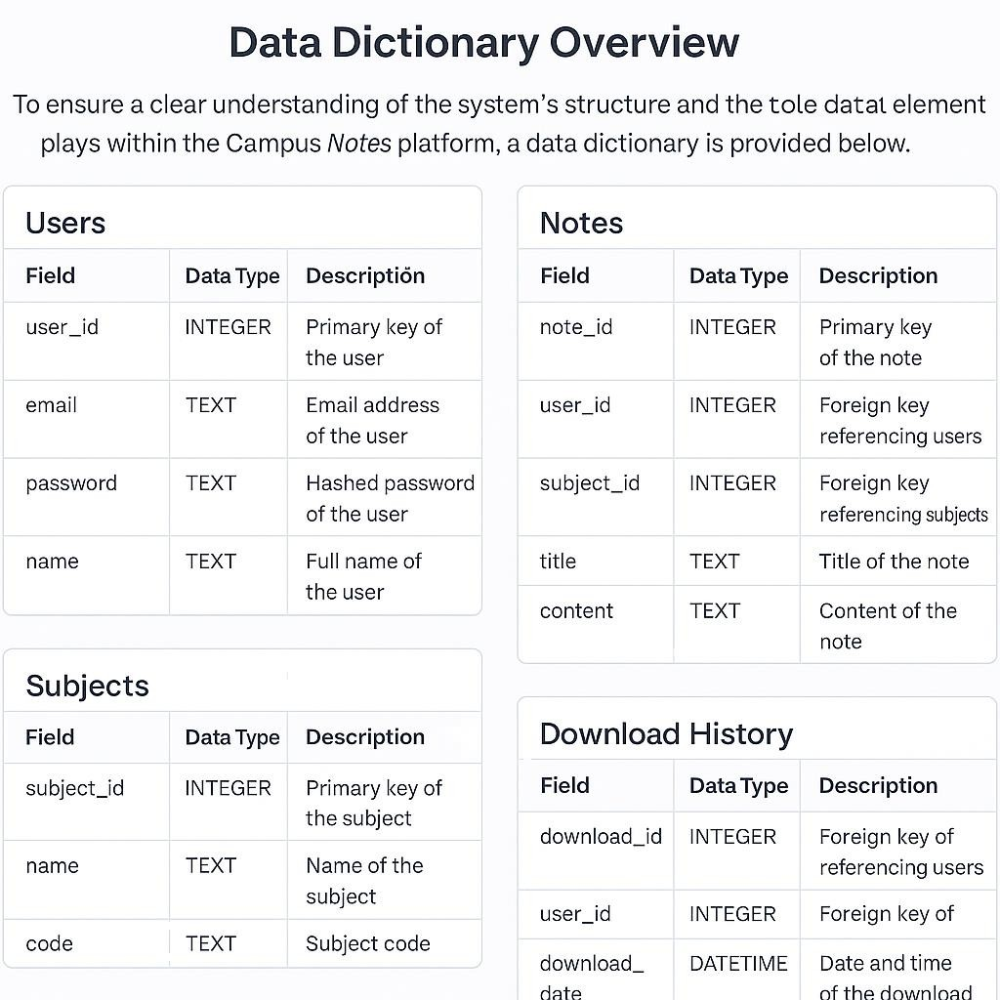 Data Dictionary Overview
To ensure a clear understanding of the system's structure and the tole datat element
plays within the Campus Notes platform, a data dictionary is provided below.
Users
Field Data Type Descriptiön
user_id INTEGER Primary key of
the user
email TEXT Email address
of the user
password TEXT Hashed password
of the user
name TEXT Full name of
the user
Subjects
Field Data Type Description
subject_id INTEGER Primary key of
the subject
name TEXT Name of the
subject
code TEXT Subject code
Notes
Field Data Type Description
note_id INTEGER Primary key
of the note
user_id INTEGER Foreign key
referencing users
subject_id INTEGER Foreign key
referencing subjects
title TEXT Title of the note
content TEXT Content of the
note
Download History
Field Data Type Description
download_id INTEGER Foreign key of
referencing users
user_id INTEGER Foreign key of
download_ DATETIME Date and time
date of the download